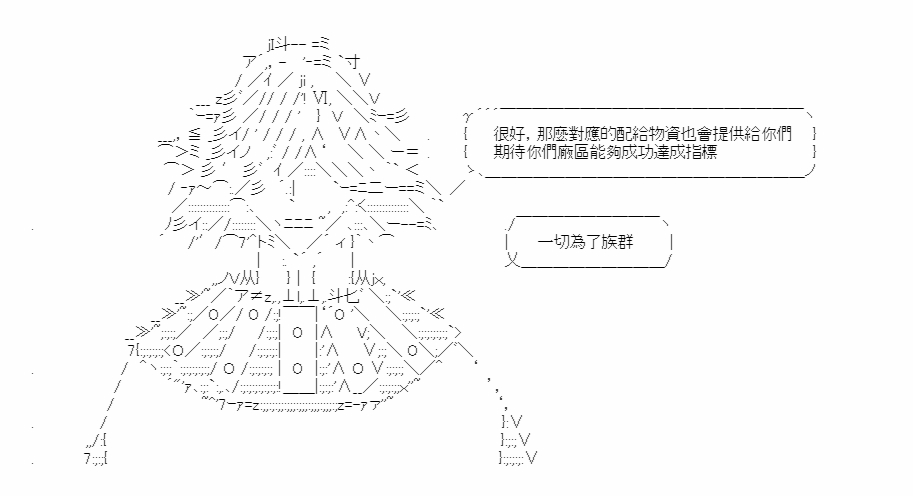 很好，那麼對應的配給物資也會提供給你們
期待你們廠區能夠成功達成指標
一切為了族群